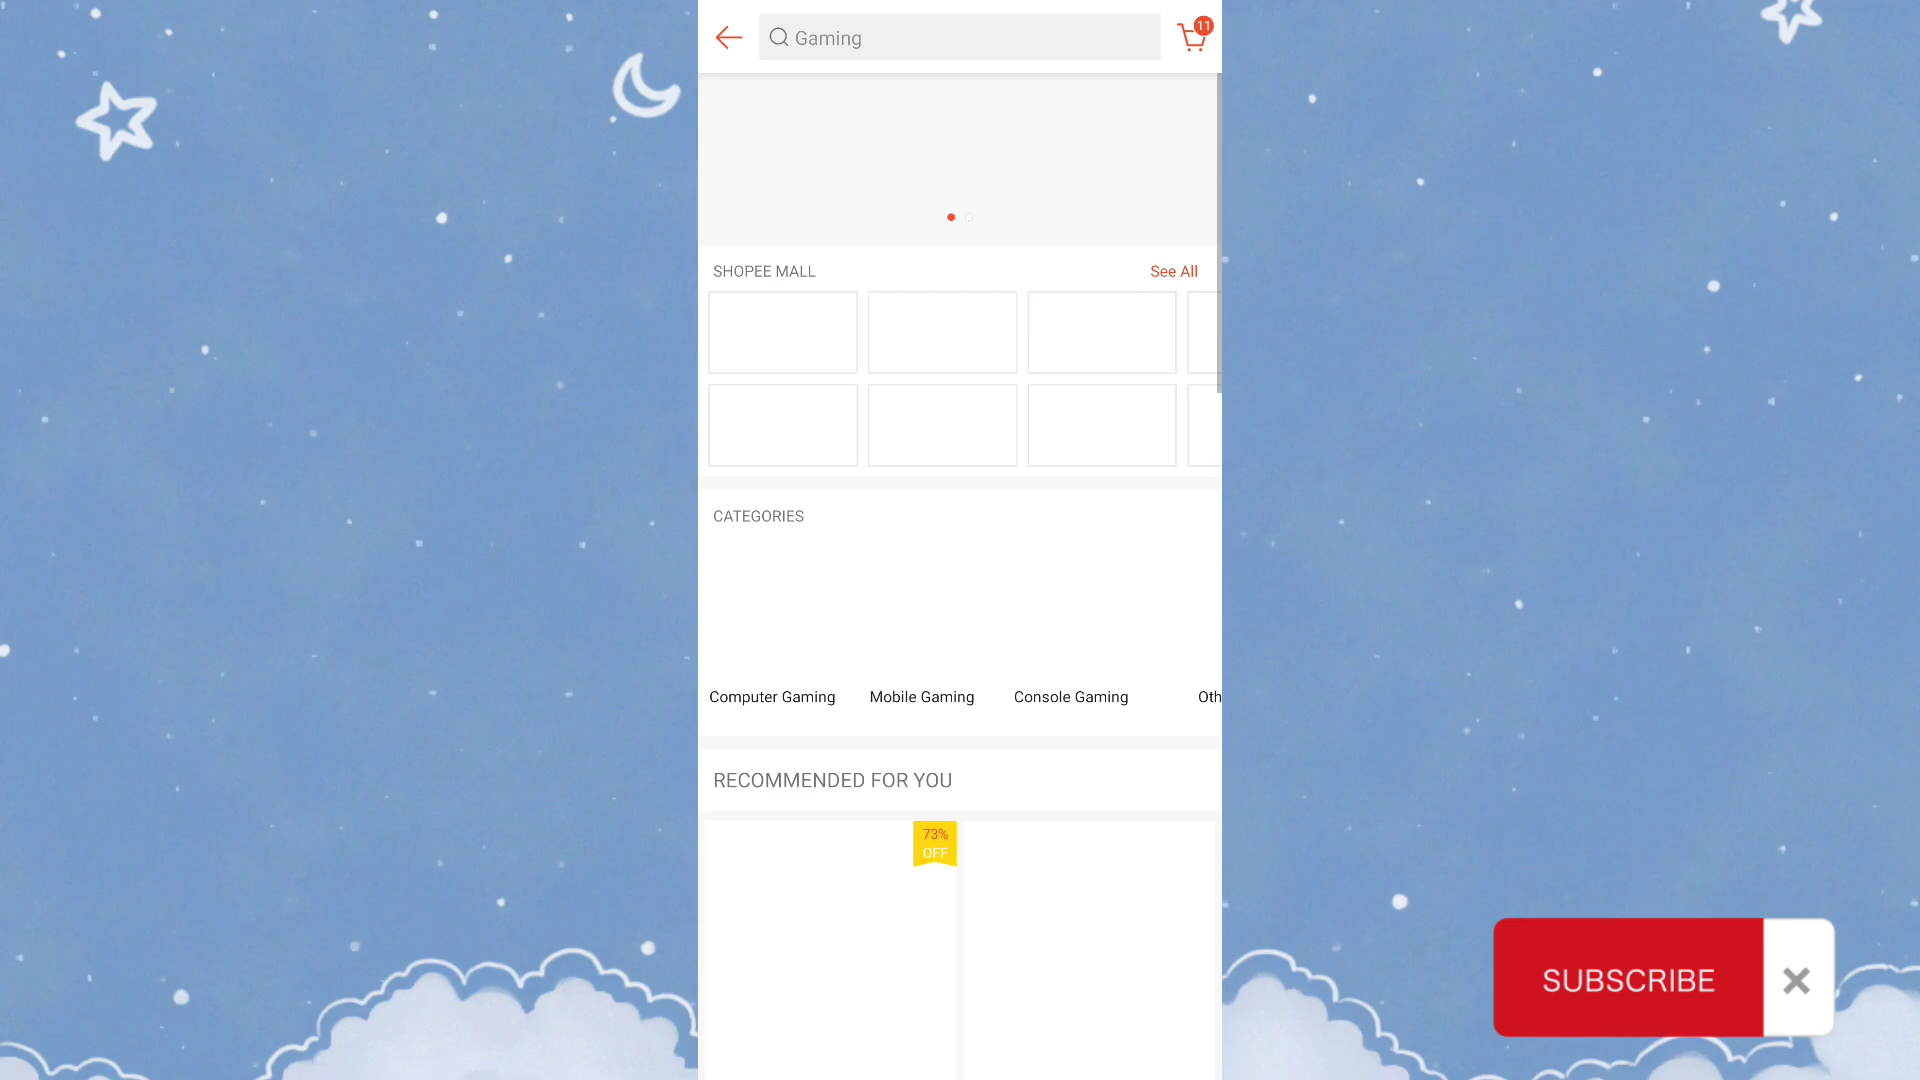 Gaming
11
SHOPEE MALL
See All
CATEGORIES
Computer Gaming
Mobile Gaming
Console Gaming
Oth
RECOMMENDED FOR YOU
73%
OFF
SUBSCRIBE